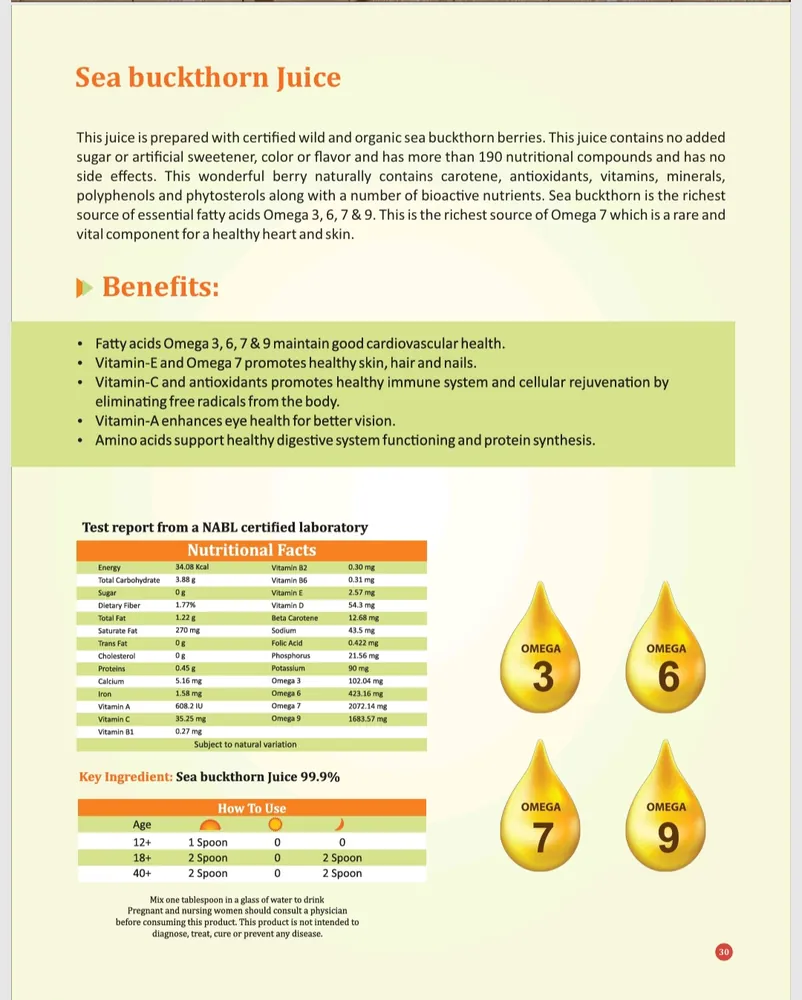 Sea buckthorn Juice
This juice is prepared with certified wild and organic sea buckthorn berries. This juice contains no added
sugar or artificial sweetener, color or flavor and has more than 190 nutritional compounds and has no
side effects. This wonderful berry naturally contains carotene, antioxidants, vitamins, minerals,
polyphenols and phytosterols along with a number of bioactive nutrients. Sea buckthorn is the richest
source of essential fatty acids Omega 3, 6, 7 & 9. This is the richest source of Omega 7 which is a rare and
vital component for a healthy heart and skin.
Benefits:
• Fatty acids Omega 3, 6, 7 & 9 maintain good cardiovascular health.
• Vitamin-E and Omega 7 promotes healthy skin, hair and nails.
• Vitamin-C and antioxidants promotes healthy immune system and cellular rejuvenation by
eliminating free radicals from the body.
• Vitamin-A enhances eye health for better vision.
• Amino acids support healthy digestive system functioning and protein synthesis.
Test report from a NABL certified laboratory
Nutritional Facts
Energy 34.08 Kcal Vitamin B2 0.30 mg
Total Carbohydrate 3.88 g Vitamin B6 0.31 mg
Sugar 0 g Vitamin E 2.57 mg
Dietary Fiber 1.77% Vitamin D 54.3 mg
Total Fat 1.22 g Beta Carotene 12.68 mg
Saturate Fat 270 mg Sodium 43.5 mg
Trans Fat 0 g Folic Acid 0.422 mg
Cholesterol 0 g Phosphorus 21.56 mg
Proteins 0.45 g Potassium 90 mg
Calcium 5.16 mg Omega 3 102.04 mg
Iron 1.58 mg Omega 6 423.16 mg
Vitamin A 608.2 IU Omega 7 2072.14 mg
Vitamin C 35.25 mg Omega 9 1683.57 mg
Vitamin B1 0.27 mg
Subject to natural variation
Key Ingredient: Sea buckthorn Juice 99.9%
How To Use
Age
12+ 1 Spoon 0 0
18+ 2 Spoon 0 2 Spoon
40+ 2 Spoon 0 2 Spoon
Mix one tablespoon in a glass of water to drink
Pregnant and nursing women should consult a physician
before consuming this product. This product is not intended to
diagnose, treat, cure or prevent any disease.
OMEGA
3
OMEGA
6
OMEGA
7
OMEGA
9
30